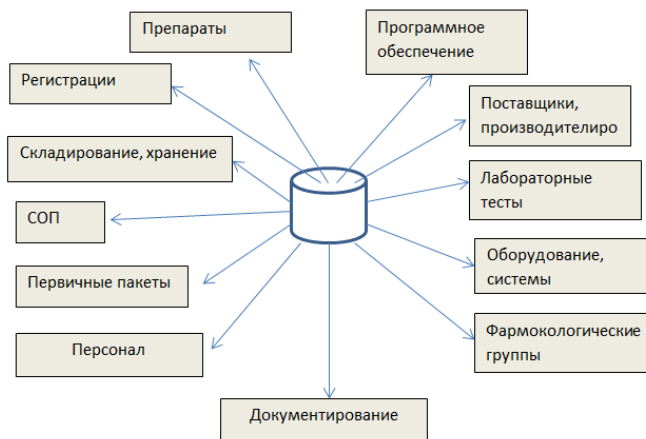 Препараты
Программное
обеспечение
Регистрации
Поставщики,
производителиро
Складирование, хранение
Лабораторные
тесты
СОП
Оборудование,
системы
Первичные пакеты
Фармокологические
группы
Персонал
Документирование